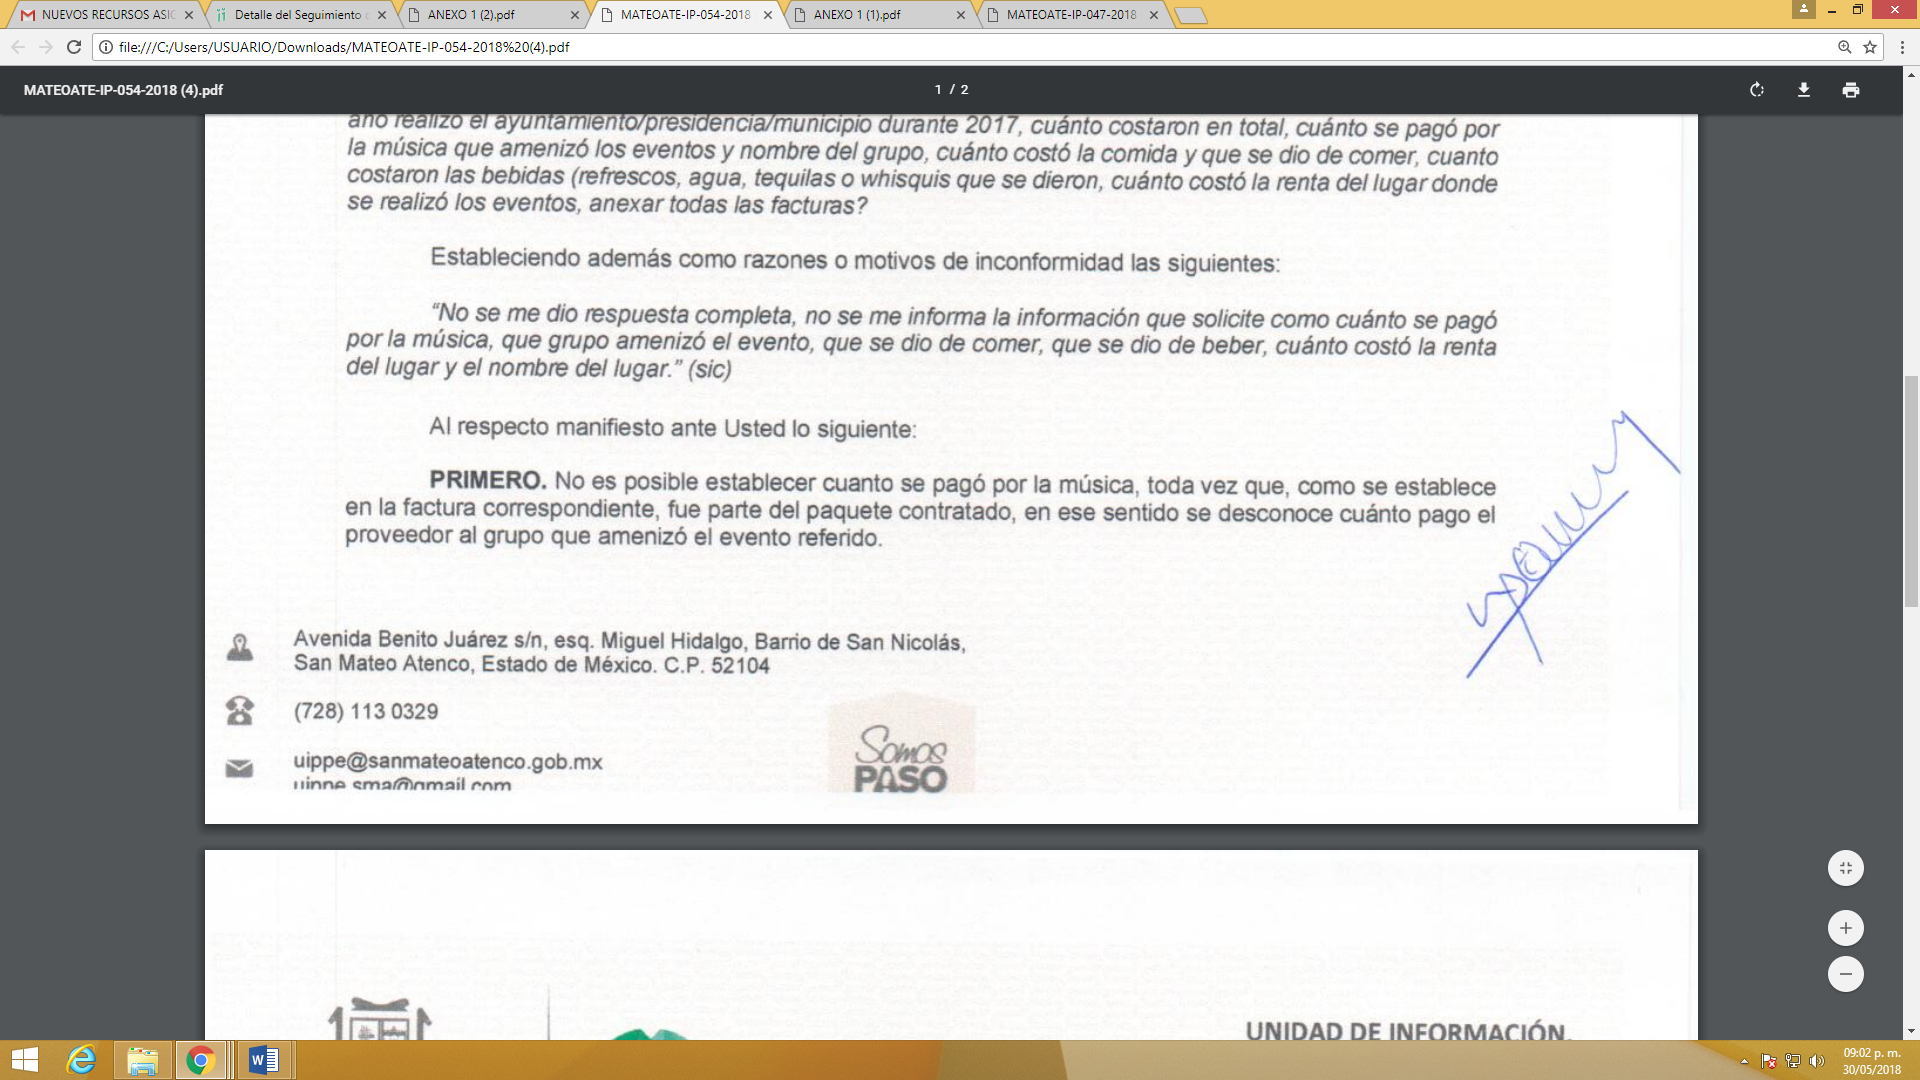 NUEVOS RECURSOS ASIG
Detalle del Seguimiento d
ANEXO 1 (2).pdf
MATEOATE-IP-054-2018
ANEXO 1 (1).pdf
MATEOATE-IP-047-2018
file:///C:/Users/USUARIO/Downloads/MATEOATE-IP-054-2018%20(4).pdf
MATEOATE-IP-054-2018 (4).pdf
1 / 2
año realizo el ayuntamiento/presidencia/municipio durante 2017, cuánto costaron en total, cuánto se pagó por
la música que amenizó los eventos y nombre del grupo, cuánto costó la comida y que se dio de comer, cuanto
costaron las bebidas (refrescos, agua, tequilas o whisquis que se dieron, cuánto costó la renta del lugar donde
se realizó los eventos, anexar todas las facturas?
Estableciendo además como razones o motivos de inconformidad las siguientes:
“No se me dio respuesta completa, no se me informa la información que solicite como cuánto se pagó
por la música, que grupo amenizó el evento, que se dio de comer, que se dio de beber, cuánto costó la renta
del lugar y el nombre del lugar.” (sic)
Al respecto manifiesto ante Usted lo siguiente:
PRIMERO. No es posible establecer cuanto se pagó por la música, toda vez que, como se establece
en la factura correspondiente, fue parte del paquete contratado, en ese sentido se desconoce cuánto pago el
proveedor al grupo que amenizó el evento referido.
Avenida Benito Juárez s/n, esq. Miguel Hidalgo, Barrio de San Nicolás,
San Mateo Atenco, Estado de México. C.P. 52104
(728) 113 0329
uippe@sanmateoatenco.gob.mx
uippe.sma@gmail.com
Somos
PASO
UNIDAD DE INFORMACIÓN,
09:02 p. m.
30/05/2018